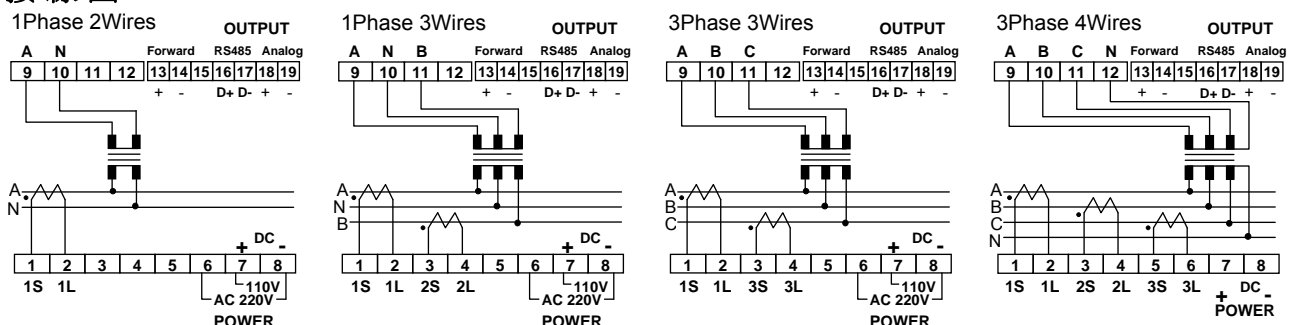 1Phase 2Wires OUTPUT
A N Forward RS485 Analog
9 10 11 12 13 14 15 16 17 18 19
+ - D+ D- + -
A
N
+ DC -
1 2 3 4 5 6 7 8
1S 1L 110V
AC 220V
POWER
1Phase 3Wires OUTPUT
A N B Forward RS485 Analog
9 10 11 12 13 14 15 16 17 18 19
+ - D+ D- + -
A
N
B
+ DC -
1 2 3 4 5 6 7 8
1S 1L 2S 2L 110V
AC 220V
POWER
3Phase 3Wires OUTPUT
A B C Forward RS485 Analog
9 10 11 12 13 14 15 16 17 18 19
+ - D+ D- + -
A
B
C
+ DC -
1 2 3 4 5 6 7 8
1S 1L 3S 3L 110V
AC 220V
POWER
3Phase 4Wires OUTPUT
A B C N Forward RS485 Analog
9 10 11 12 13 14 15 16 17 18 19
+ - D+ D- + -
A
B
C
N
1 2 3 4 5 6 7 8
1S 1L 2S 2L 3S 3L + DC -
POWER